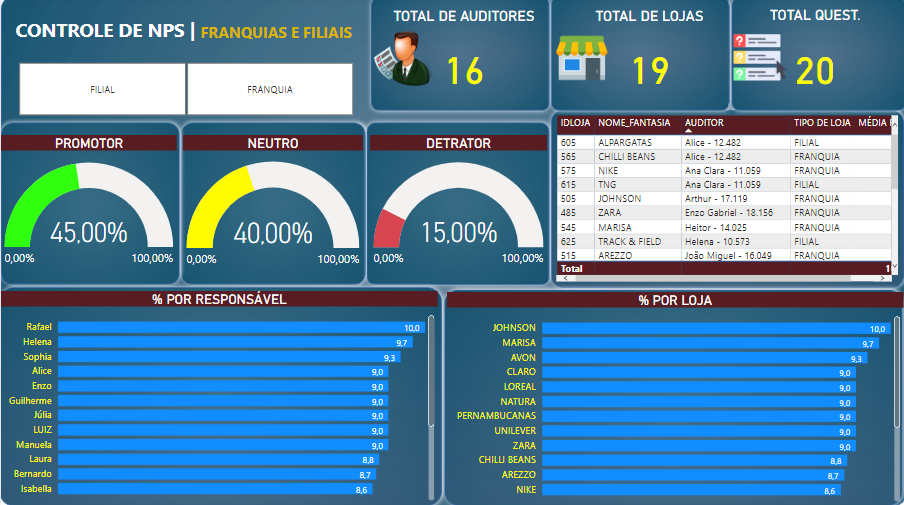 CONTROLE DE NPS | FRANQUIAS E FILIAIS
FILIAL
FRANQUIA
TOTAL DE AUDITORES
16
TOTAL DE LOJAS
19
TOTAL QUEST.
20
PROMOTOR
45,00%
0,00% 100,00%
NEUTRO
40,00%
0,00% 100,00%
DETRATOR
15,00%
0,00% 100,00%
IDLOJA NOME_FANTASIA AUDITOR TIPO DE LOJA MÉDIA
605 ALPARGATAS Alice - 12.482 FILIAL
565 CHILLI BEANS Alice - 12.482 FRANQUIA
575 NIKE Ana Clara - 11.059 FRANQUIA
615 TNG Ana Clara - 11.059 FILIAL
505 JOHNSON Arthur - 17.119 FRANQUIA
485 ZARA Enzo Gabriel - 18.156 FRANQUIA
545 MARISA Heitor - 14.025 FRANQUIA
625 TRACK & FIELD Helena - 10.573 FILIAL
515 AREZZO João Miguel - 16.049 FRANQUIA
Total 1
% POR RESPONSÁVEL
Rafael 10,0
Helena 9,7
Sophia 9,3
Alice 9,0
Enzo 9,0
Guilherme 9,0
Júlia 9,0
LUIZ 9,0
Manuela 9,0
Laura 8,8
Bernardo 8,7
Isabella 8,6
% POR LOJA
JOHNSON 10,0
MARISA 9,7
AVON 9,3
CLARO 9,0
LOREAL 9,0
NATURA 9,0
PERNAMBUCANAS 9,0
UNILEVER 9,0
ZARA 9,0
CHILLI BEANS 8,8
AREZZO 8,7
NIKE 8,6